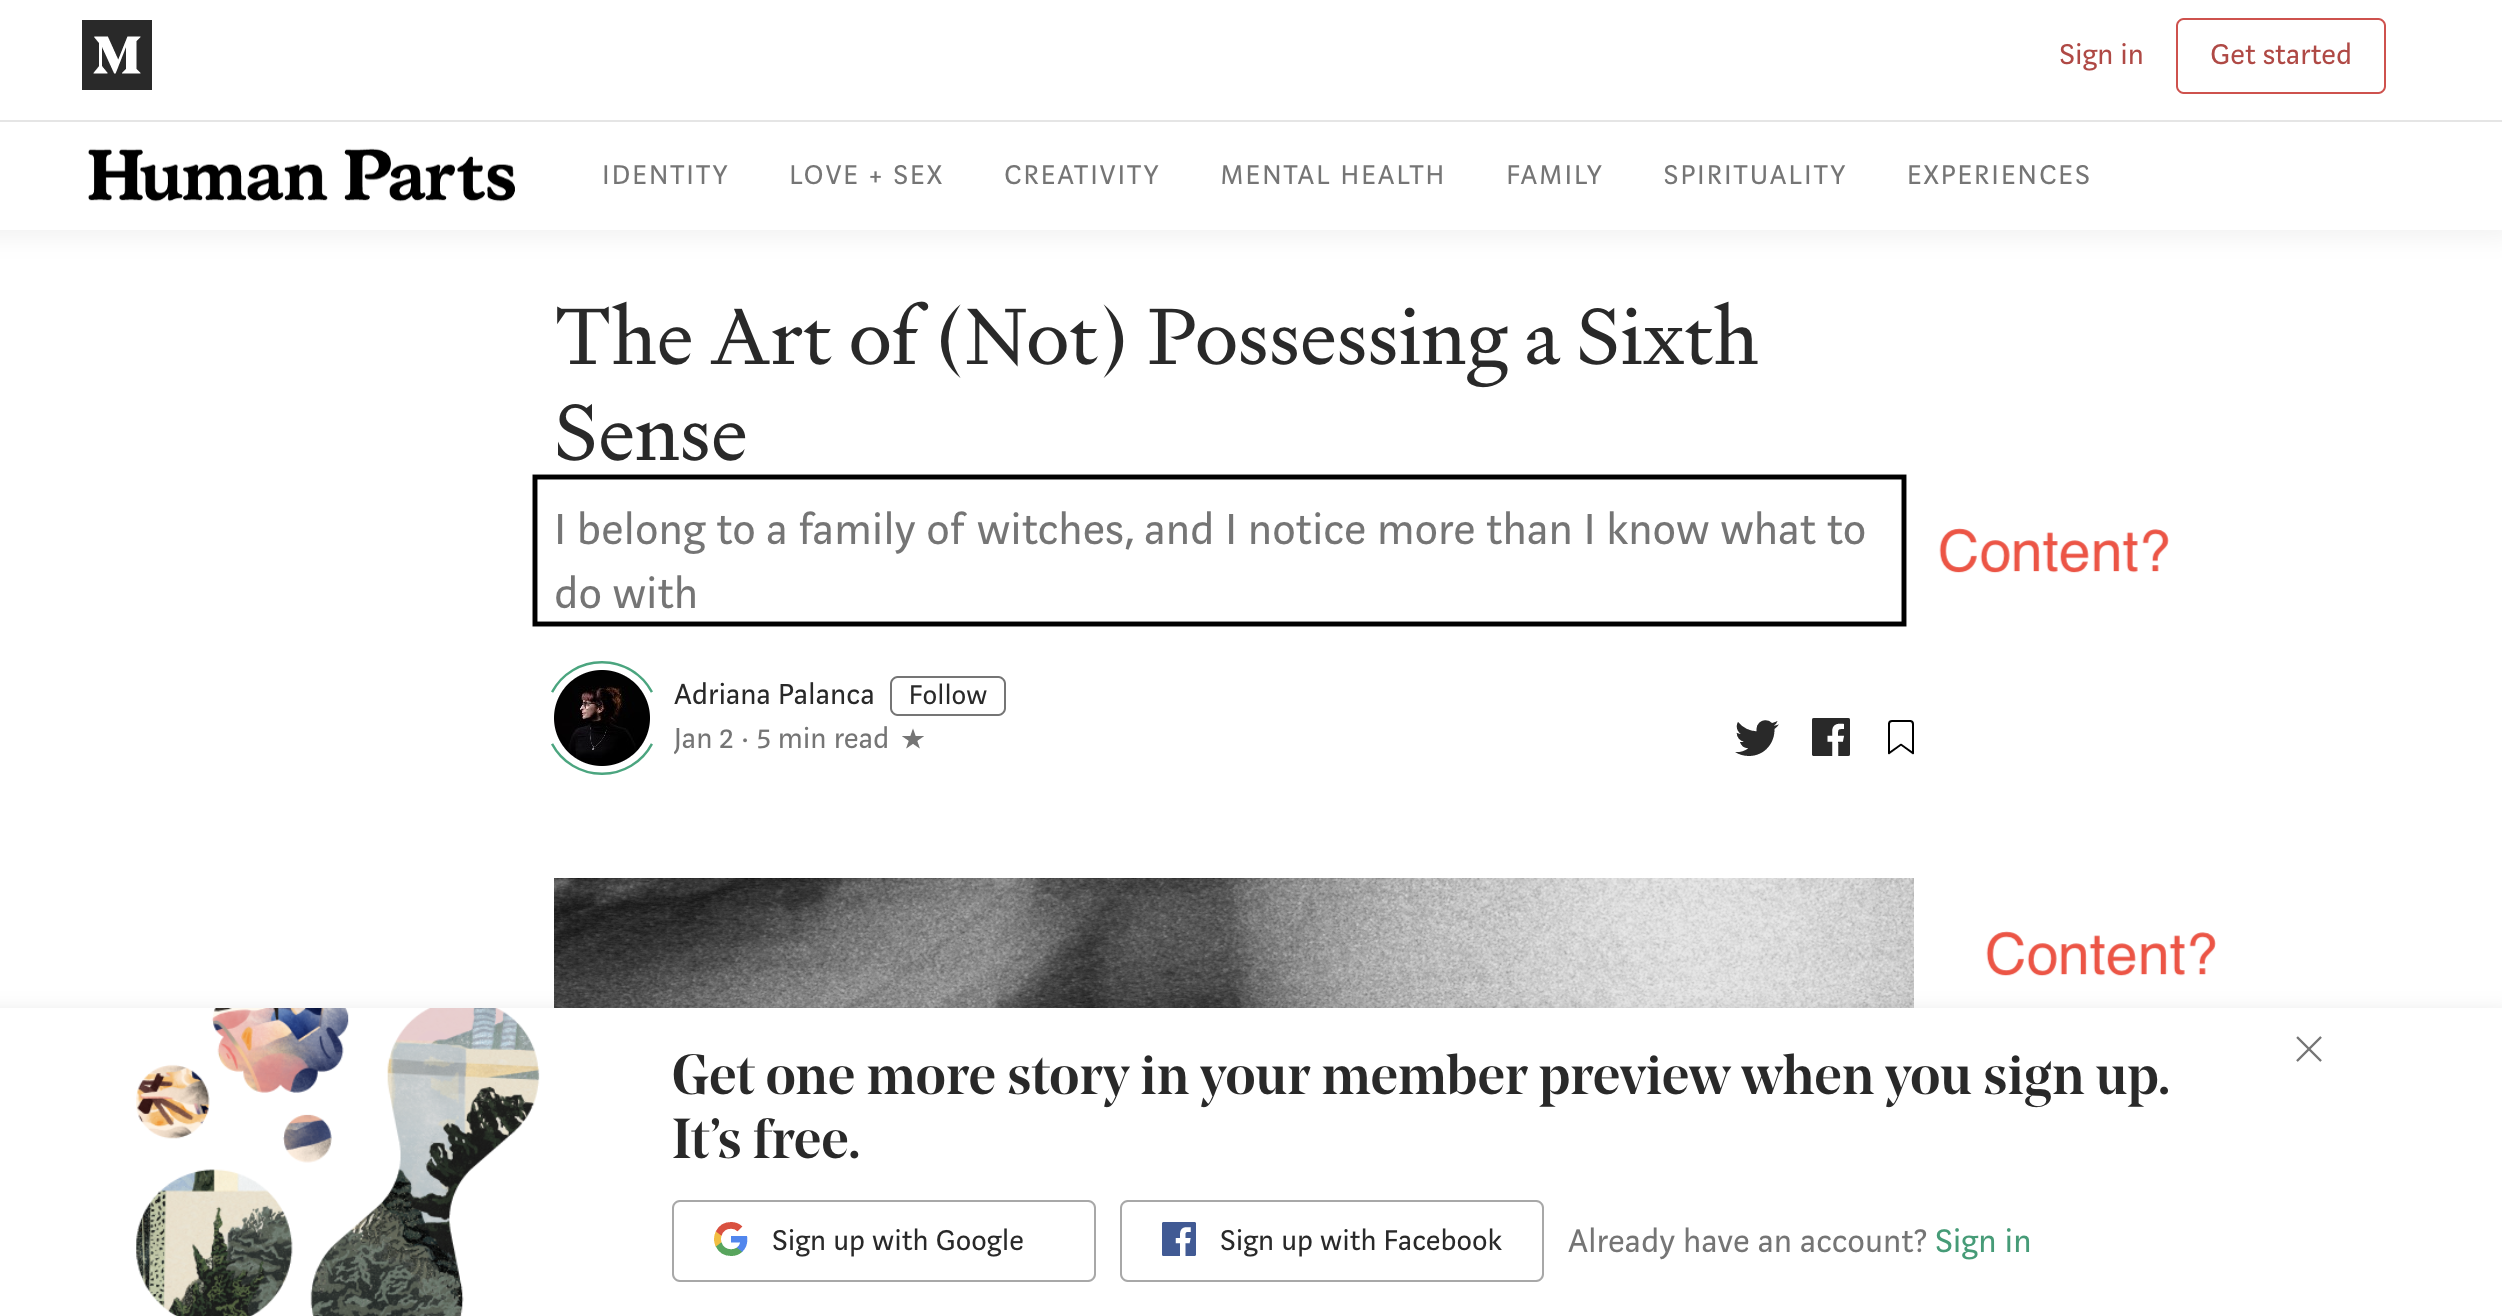 M
Sign in
Get started
Human Parts
IDENTITY
LOVE + SEX
CREATIVITY
MENTAL HEALTH
FAMILY
SPIRITUALITY
EXPERIENCES
The Art of (Not) Possessing a Sixth
Sense
I belong to a family of witches, and I notice more than I know what to
do with
Content?
Adriana Palanca
Follow
Jan 2 · 5 min read ★
Content?
Get one more story in your member preview when you sign up.
It’s free.
Sign up with Google
Sign up with Facebook
Already have an account? Sign in